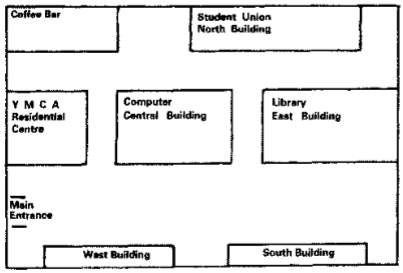 Coffee Bar
Student Union
North Building
Y M C A
Residential
Centre
Computer
Central Building
Library
East Building
Main
Entrance
West Building
South Building